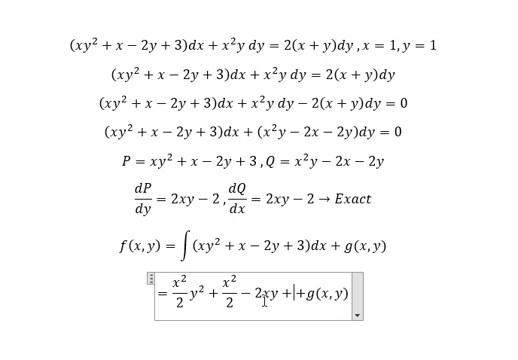 (xy² + x − 2y + 3)dx + x²y dy = 2(x + y)dy , x = 1, y = 1
(xy² + x − 2y + 3)dx + x²y dy = 2(x + y)dy
(xy² + x − 2y + 3)dx + x²y dy − 2(x + y)dy = 0
(xy² + x − 2y + 3)dx + (x²y − 2x − 2y)dy = 0
P = xy² + x − 2y + 3 , Q = x²y − 2x − 2y
dP/dy = 2xy − 2 , dQ/dx = 2xy − 2 → Exact
f(x, y) = ∫ (xy² + x − 2y + 3)dx + g(x, y)
= x²/2 y² + x²/2 − 2xy + +g(x, y)